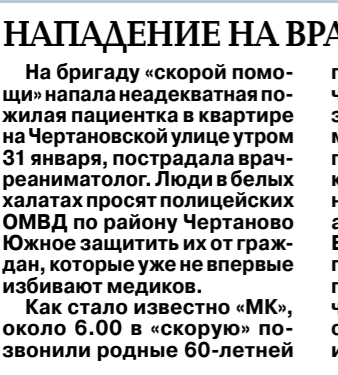 НАПАДЕНИЕ НА ВРА
На бригаду «скорой помо-
щи» напала неадекватная по-
жилая пациентка в квартире
на Чертановской улице утром
31 января, пострадала врач-
реаниматолог. Люди в белых
халатах просят полицейских
ОМВД по району Чертаново
Южное защитить их от граж-
дан, которые уже не впервые
избивают медиков.
Как стало известно «МК»,
около 6.00 в «скорую» по-
звонили родные 60-летней